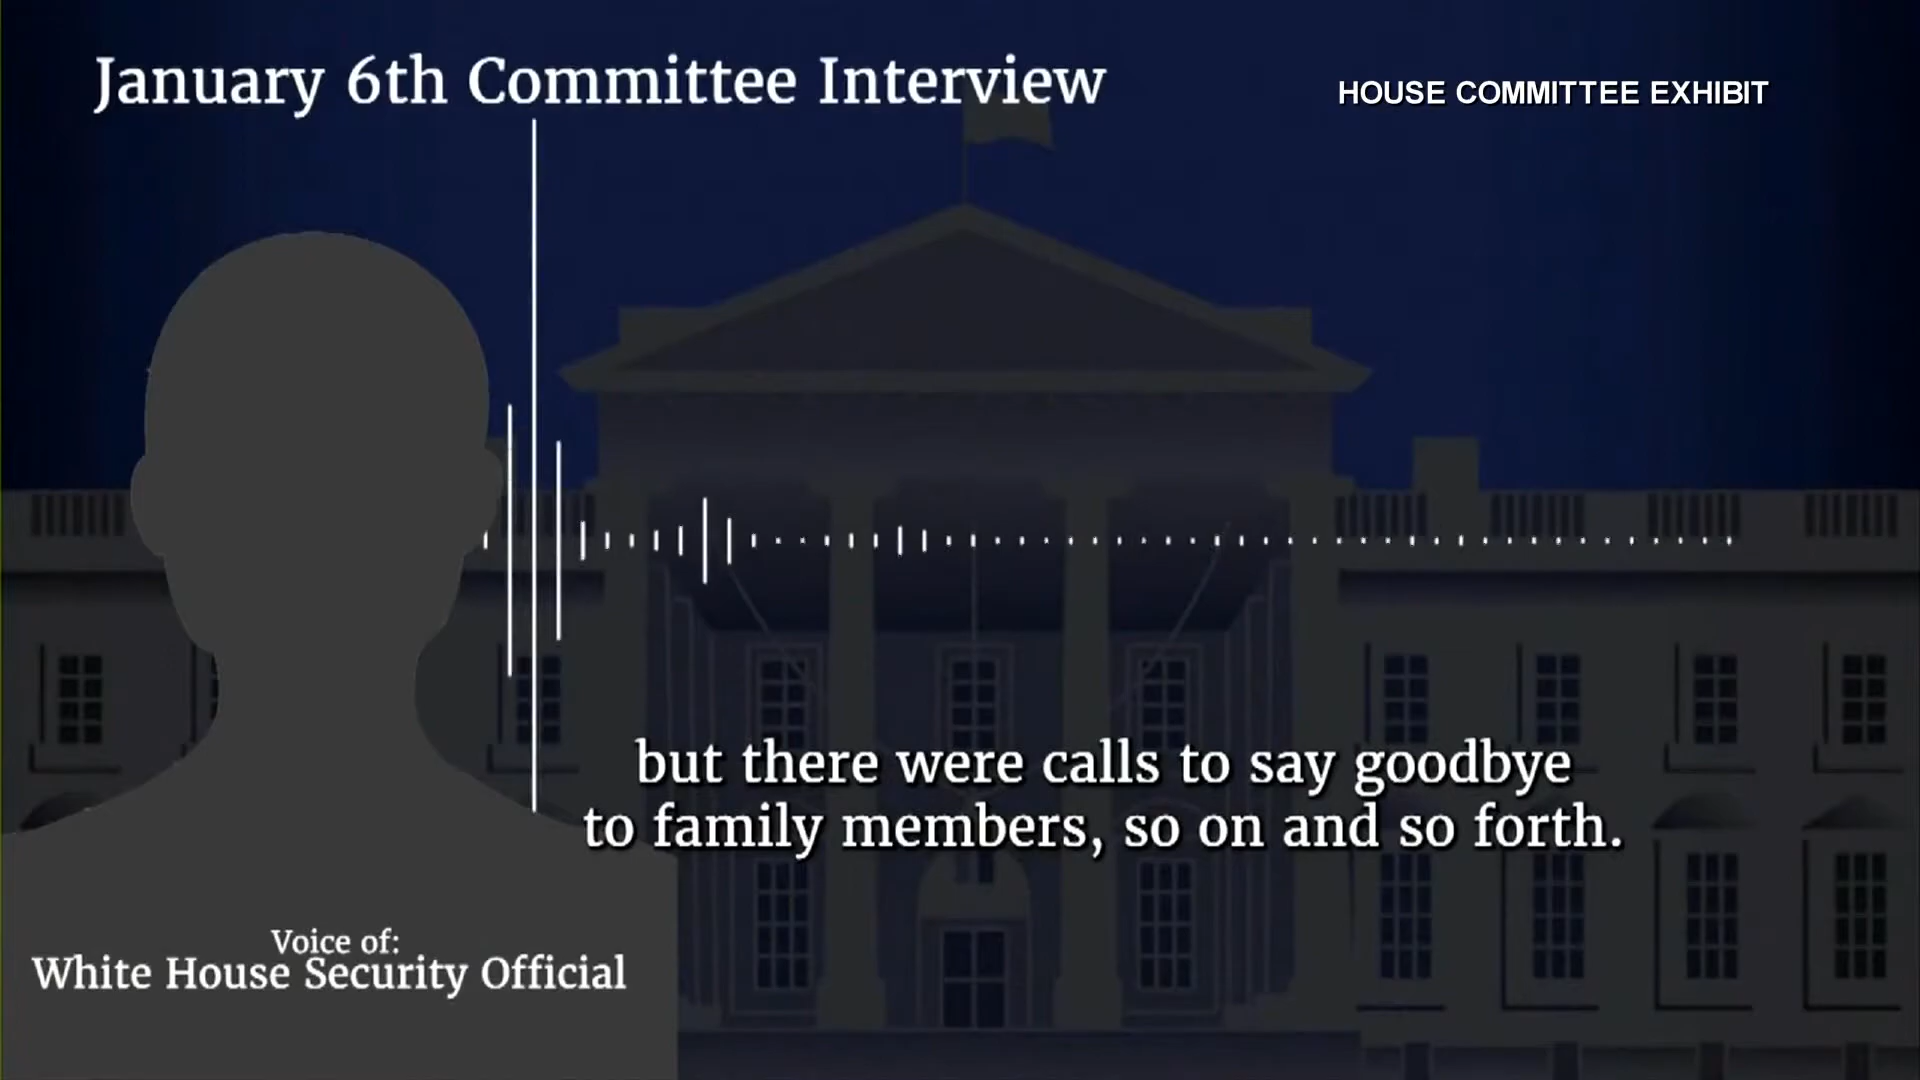 January 6th Committee Interview
HOUSE COMMITTEE EXHIBIT
but there were calls to say goodbye
to family members, so on and so forth.
Voice of:
White House Security Official